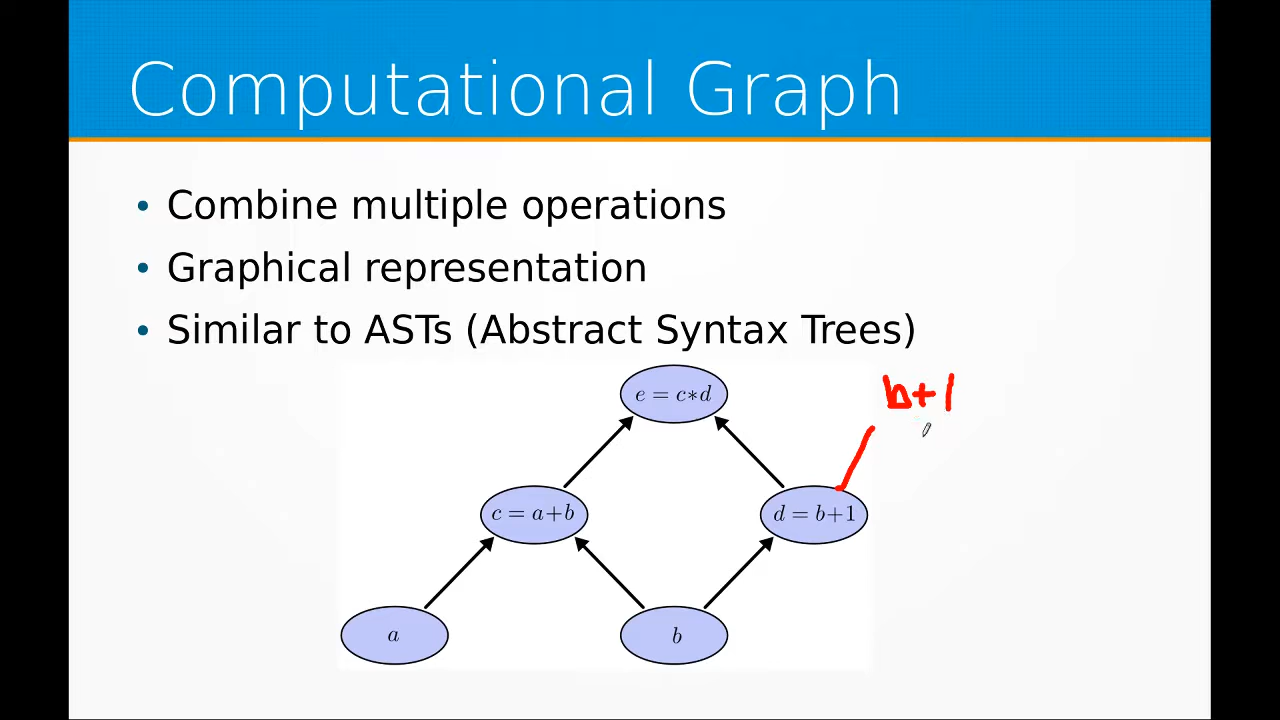 Computational Graph
• Combine multiple operations
• Graphical representation
• Similar to ASTs (Abstract Syntax Trees)
e = c*d
b+1
c = a+b
d = b+1
a
b